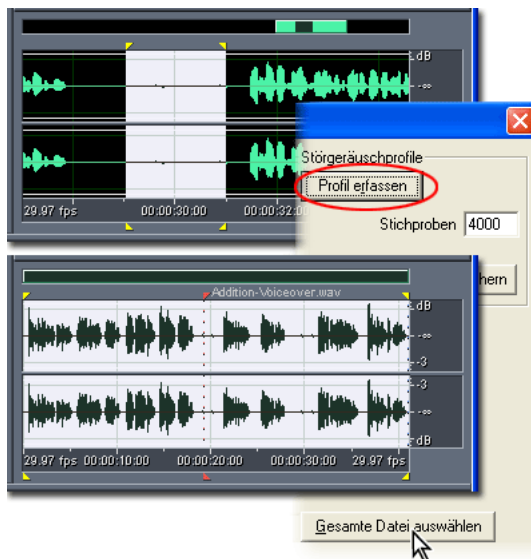 dB
-∞
29.97 fps 00:00:30:00 00:00:32:0
Störgeräuschprofile
Profil erfassen
Stichproben 4000
hern
Addition-Voiceover.wav
dB
-∞
-3
-3
-∞
dB
29.97 fps 00:00:10:00 00:00:20:00 00:00:30:00 29.97 fps
Gesamte Datei auswählen